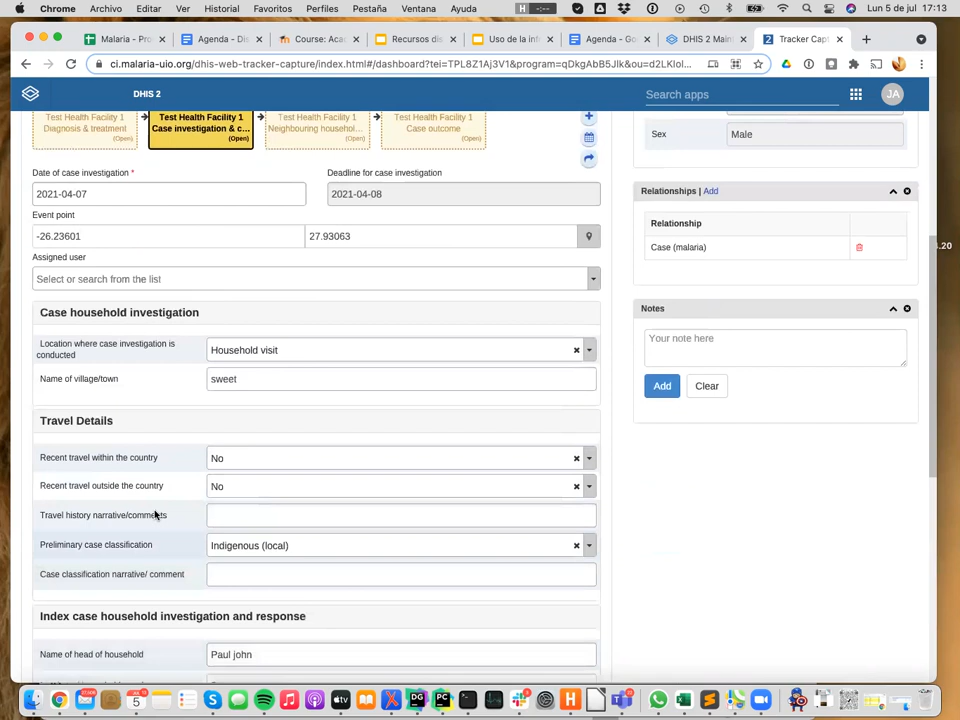 Chrome Archivo Editar Ver Historial Favoritos Perfiles Pestaña Ventana Ayuda Lun 5 de jul 17:13
Malaria - Pro Agenda - Di Course: Aca Recursos di Uso de la in Agenda - Go DHIS 2 Main Tracker Capt
ci.malaria-uio.org/dhis-web-tracker-capture/index.html#/dashboard?tei=TPL8Z1Aj3V1&program=qDkgAbB5Jlk&ou=d2LKlol...
DHIS 2 Search apps JA
Test Health Facility 1 Test Health Facility 1 Test Health Facility 1 Test Health Facility 1
Diagnosis & treatment Case investigation & c... Neighbouring househol... Case outcome
(Open) (Open) (Open) (Open)
Sex Male
Date of case investigation * Deadline for case investigation
2021-04-07 2021-04-08
Relationships | Add
Event point
Relationship
-26.23601 27.93063
Case (malaria)
Assigned user
Select or search from the list
Case household investigation
Notes
Location where case investigation is conducted Household visit
Your note here
Name of village/town sweet
Add Clear
Travel Details
Recent travel within the country No
Recent travel outside the country No
Travel history narrative/comments
Preliminary case classification Indigenous (local)
Case classification narrative/ comment
Index case household investigation and response
Name of head of household Paul john